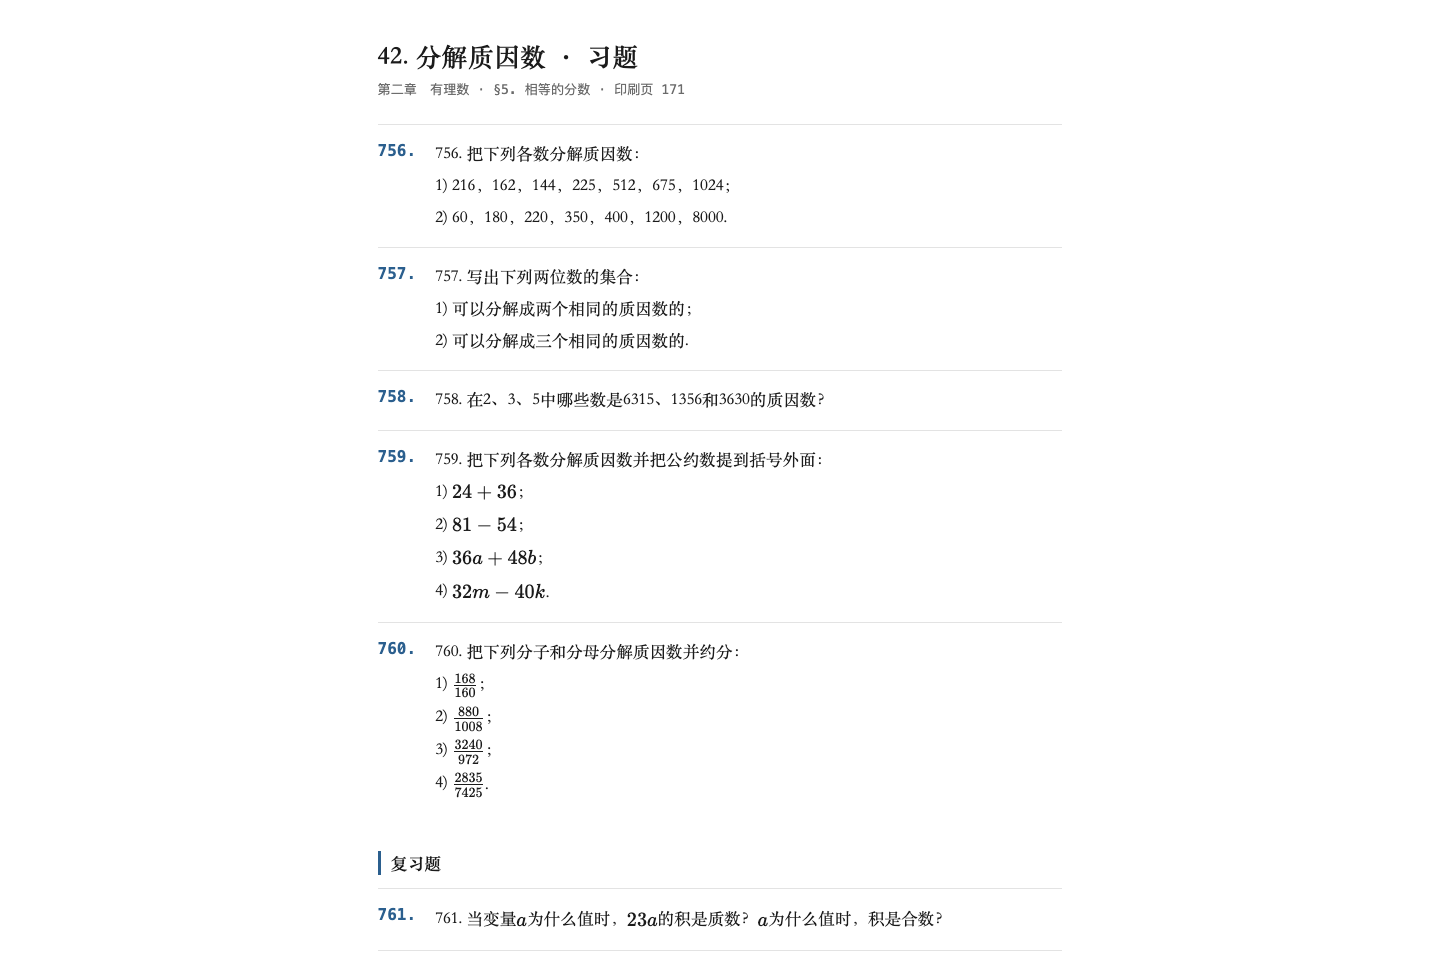 42. 分解质因数 · 习题
第二章　有理数 · §5. 相等的分数 · 印刷页 171
756. 756. 把下列各数分解质因数：
1) 216，162，144，225，512，675，1024；
2) 60，180，220，350，400，1200，8000.
757. 757. 写出下列两位数的集合：
1) 可以分解成两个相同的质因数的；
2) 可以分解成三个相同的质因数的.
758. 758. 在2、3、5中哪些数是6315、1356和3630的质因数？
759. 759. 把下列各数分解质因数并把公约数提到括号外面：
1) 24 + 36；
2) 81 − 54；
3) 36a + 48b；
4) 32m − 40k.
760. 760. 把下列分子和分母分解质因数并约分：
1) 168/160；
2) 880/1008；
3) 3240/972；
4) 2835/7425.
复习题
761. 761. 当变量a为什么值时，23a的积是质数？a为什么值时，积是合数？